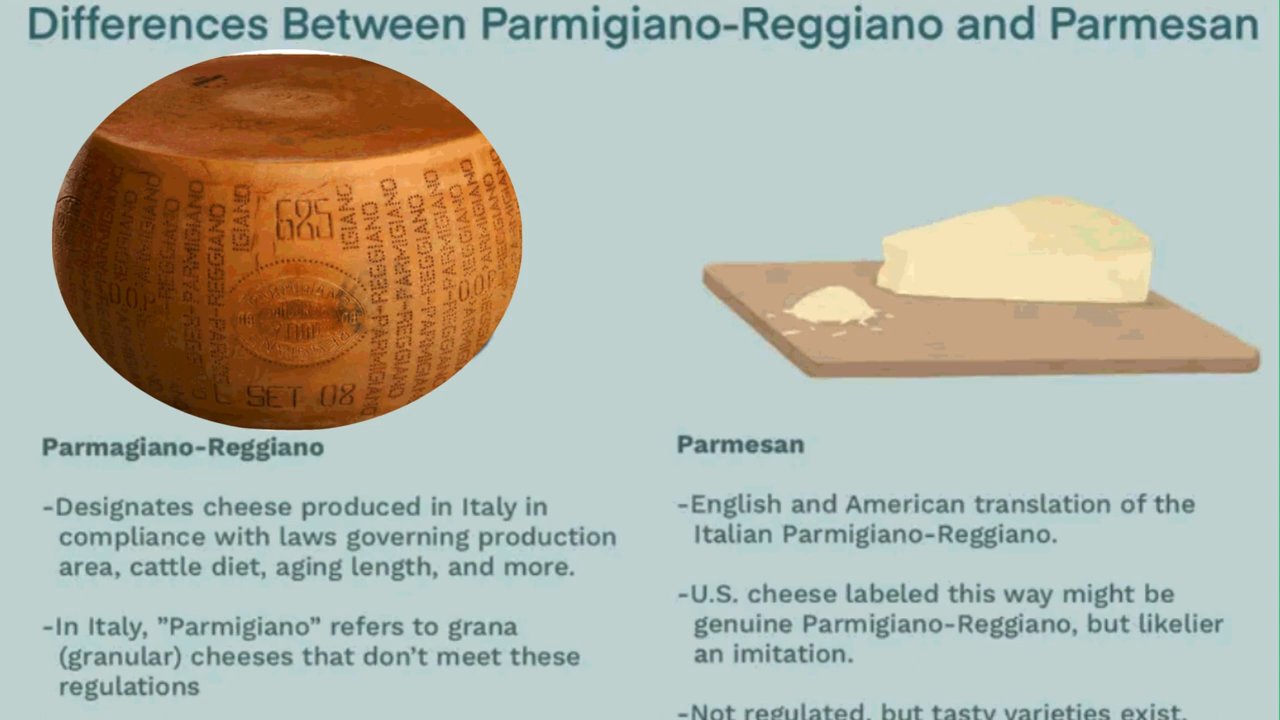 Differences Between Parmigiano-Reggiano and Parmesan
685
D.O.P
D.O.P
SET 08
Parmagiano-Reggiano
-Designates cheese produced in Italy in
compliance with laws governing production
area, cattle diet, aging length, and more.
-In Italy, ”Parmigiano” refers to grana
(granular) cheeses that don’t meet these
regulations
Parmesan
-English and American translation of the
Italian Parmigiano-Reggiano.
-U.S. cheese labeled this way might be
genuine Parmigiano-Reggiano, but likelier
an imitation.
-Not regulated, but tasty varieties exist.